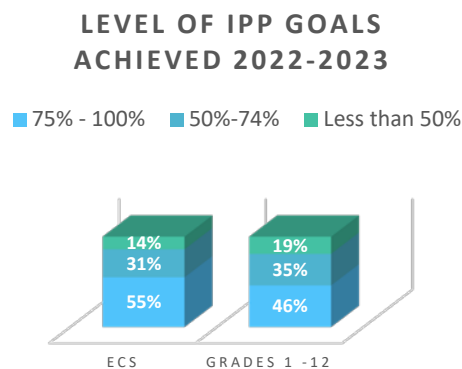 LEVEL OF IPP GOALS
ACHIEVED 2022-2023
75% - 100% 50%-74% Less than 50%
14% 19%
31% 35%
55% 46%
ECS GRADES 1 -12